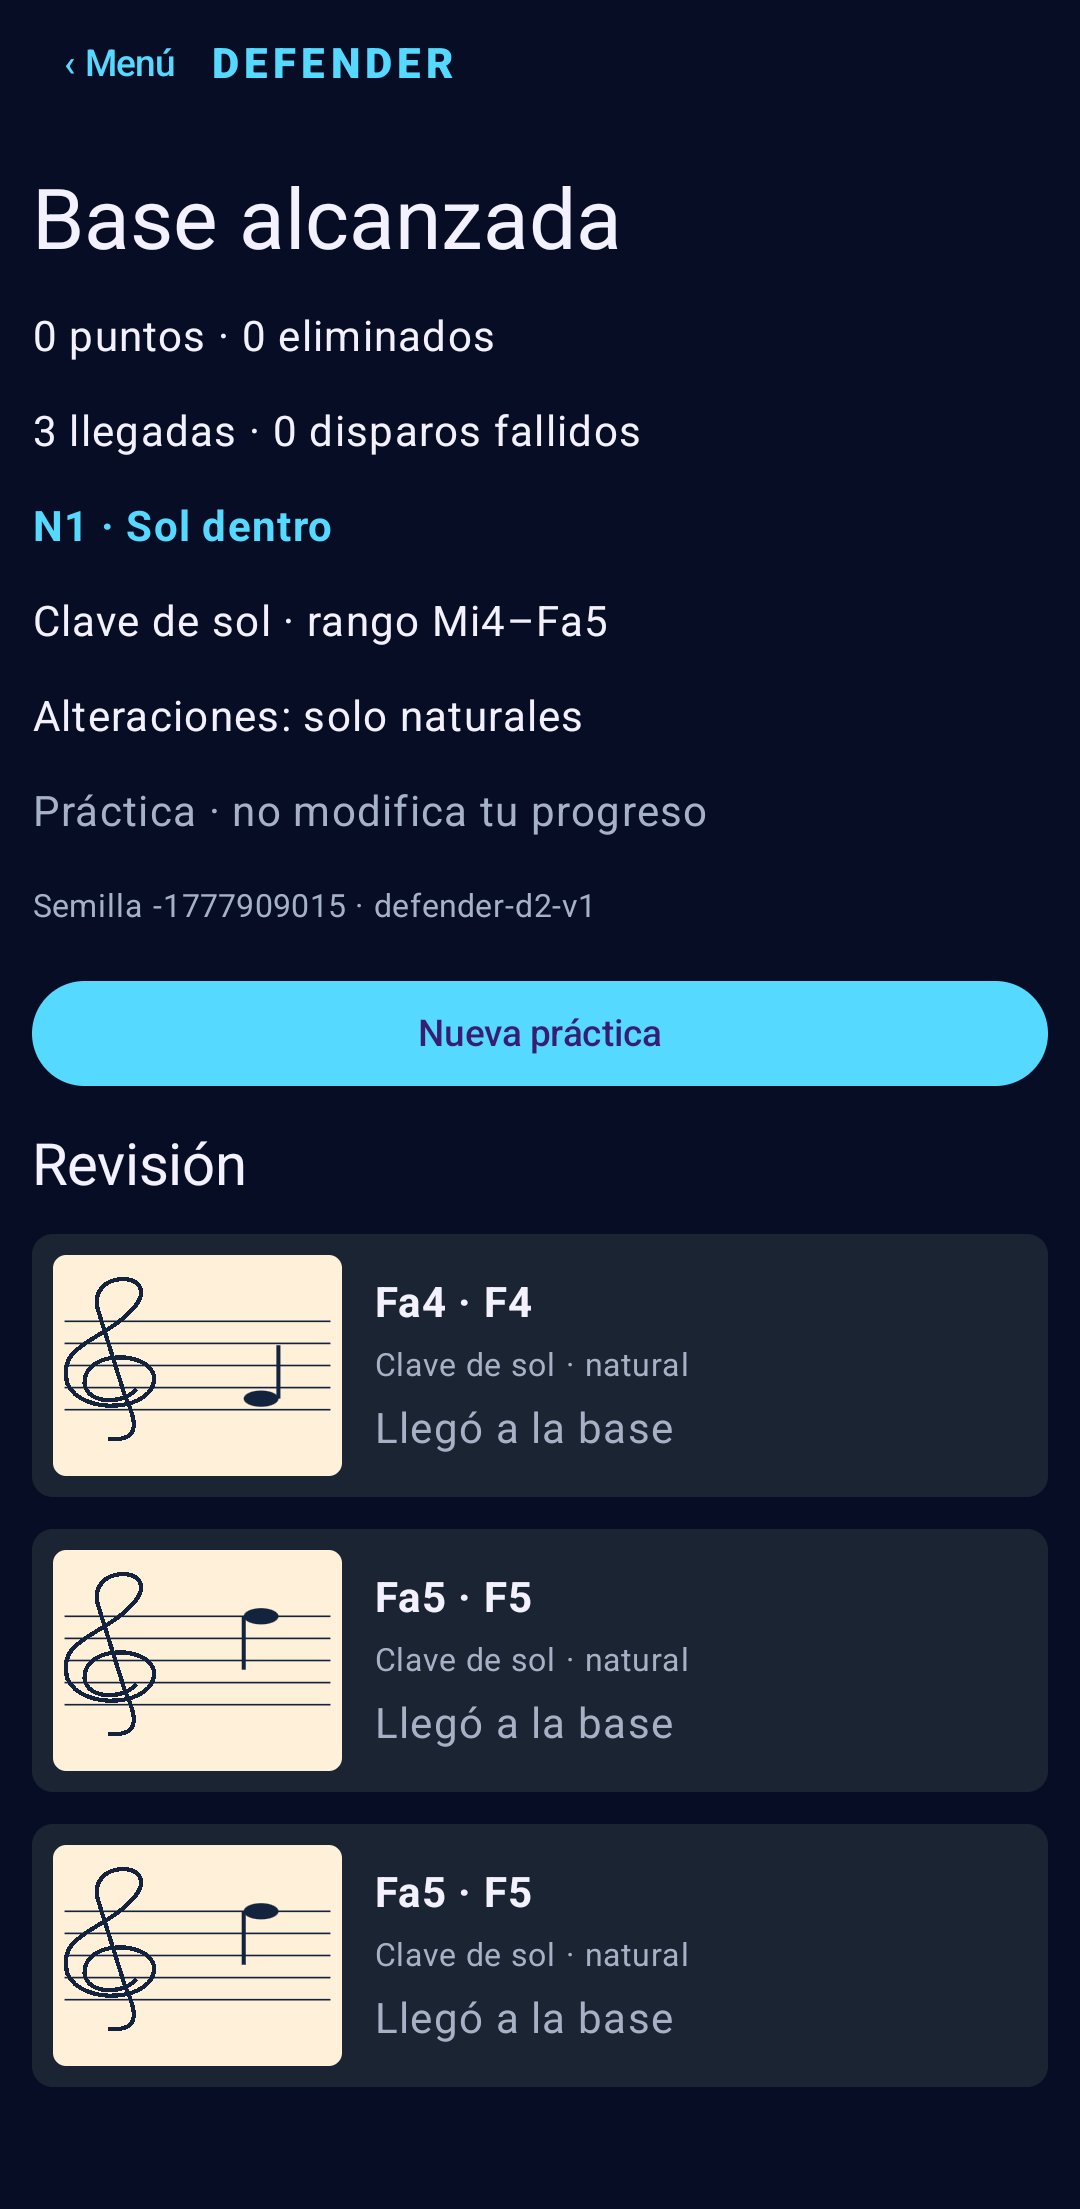 ‹ Menú DEFENDER
Base alcanzada
0 puntos · 0 eliminados
3 llegadas · 0 disparos fallidos
N1 · Sol dentro
Clave de sol · rango Mi4–Fa5
Alteraciones: solo naturales
Práctica · no modifica tu progreso
Semilla -1777909015 · defender-d2-v1
Nueva práctica
Revisión
Fa4 · F4
Clave de sol · natural
Llegó a la base
Fa5 · F5
Clave de sol · natural
Llegó a la base
Fa5 · F5
Clave de sol · natural
Llegó a la base